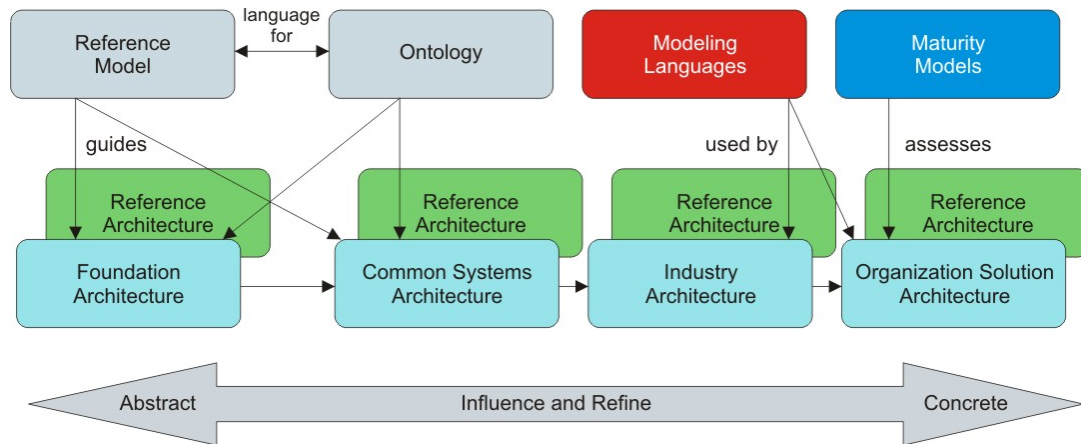 Reference
Model
language
for
Ontology
Modeling
Languages
Maturity
Models
guides
used by
assesses
Reference
Architecture
Reference
Architecture
Reference
Architecture
Reference
Architecture
Foundation
Architecture
Common Systems
Architecture
Industry
Architecture
Organization Solution
Architecture
Abstract
Influence and Refine
Concrete